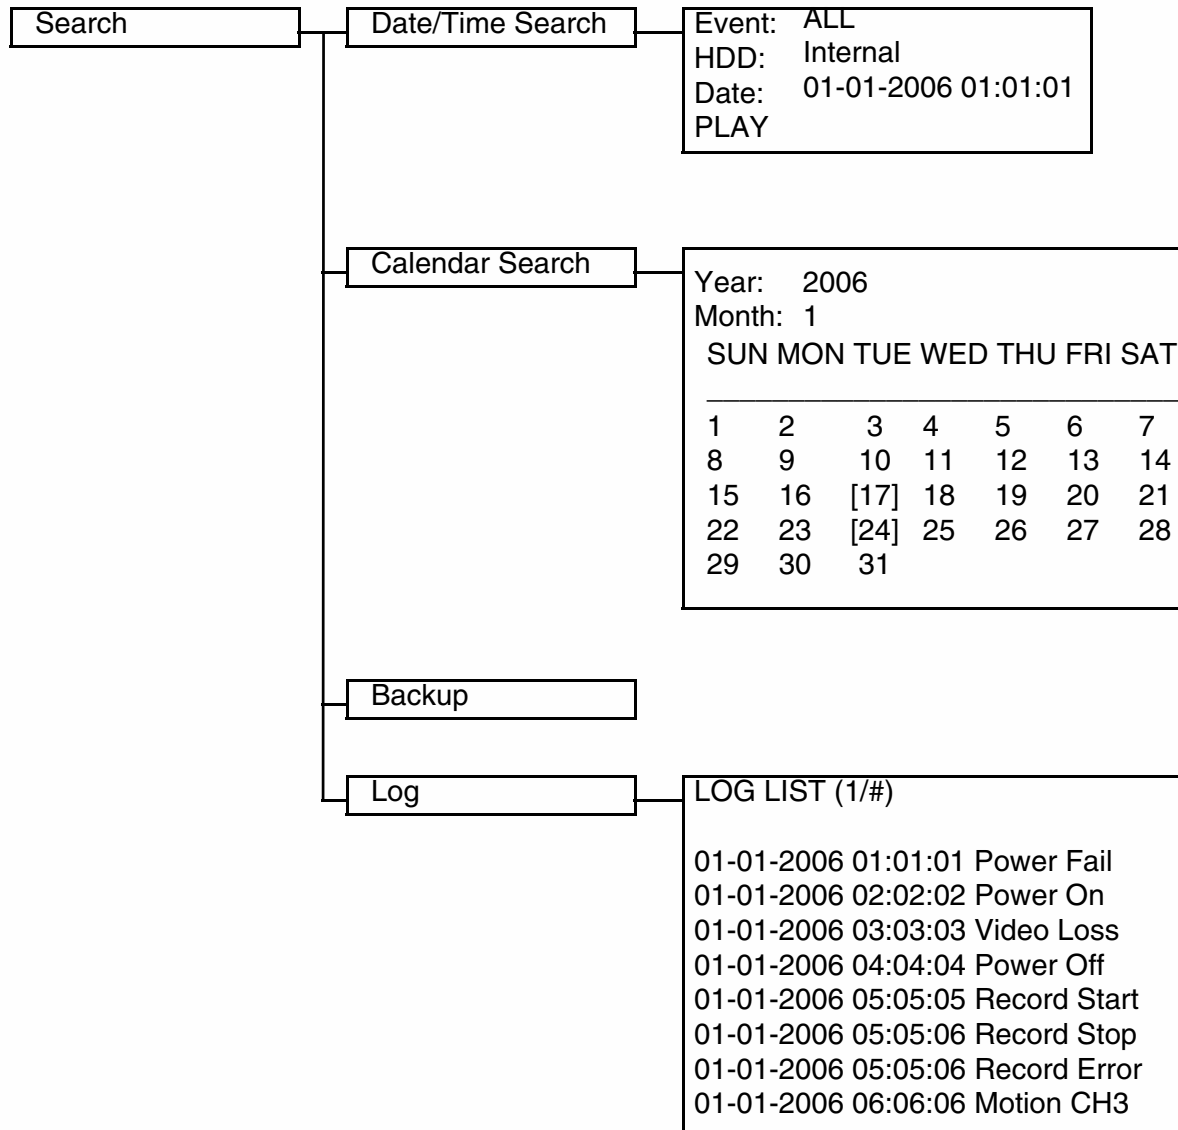 Search
Date/Time Search
Event: ALL
HDD: Internal
Date: 01-01-2006 01:01:01
PLAY
Calendar Search
Year: 2006
Month: 1
SUN MON TUE WED THU FRI SAT
1 2 3 4 5 6 7
8 9 10 11 12 13 14
15 16 [17] 18 19 20 21
22 23 [24] 25 26 27 28
29 30 31
Backup
Log
LOG LIST (1/#)
01-01-2006 01:01:01 Power Fail
01-01-2006 02:02:02 Power On
01-01-2006 03:03:03 Video Loss
01-01-2006 04:04:04 Power Off
01-01-2006 05:05:05 Record Start
01-01-2006 05:05:06 Record Stop
01-01-2006 05:05:06 Record Error
01-01-2006 06:06:06 Motion CH3